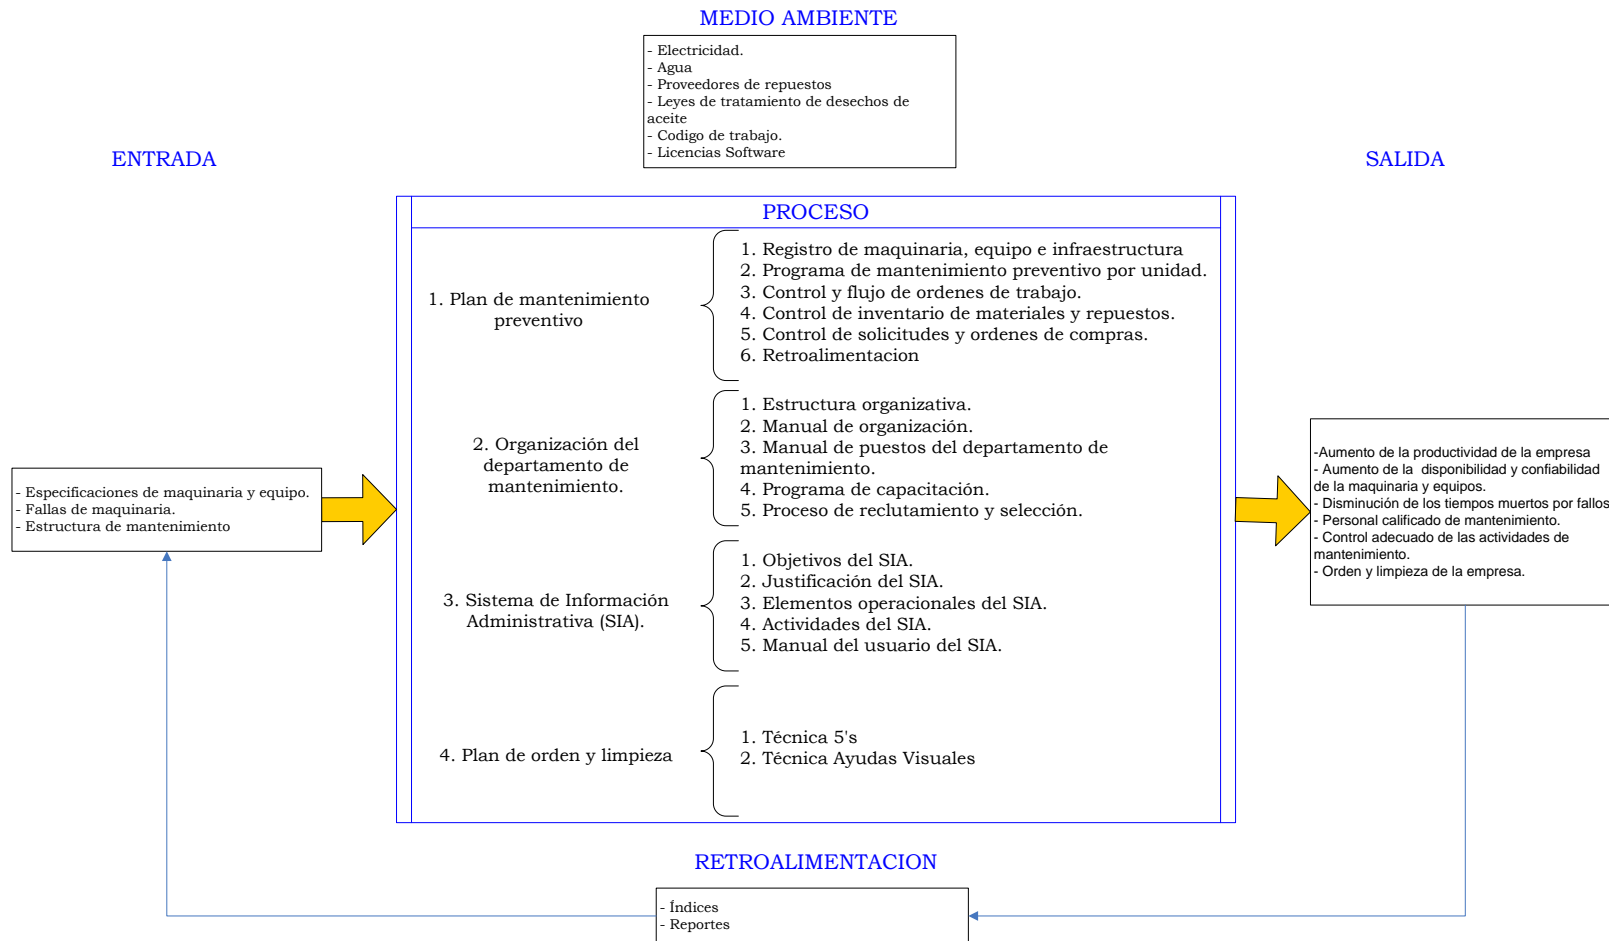 MEDIO AMBIENTE
- Electricidad.
- Agua
- Proveedores de repuestos
- Leyes de tratamiento de desechos de
aceite
- Codigo de trabajo.
- Licencias Software
ENTRADA
SALIDA
PROCESO
1. Plan de mantenimiento
preventivo
1. Registro de maquinaria, equipo e infraestructura
2. Programa de mantenimiento preventivo por unidad.
3. Control y flujo de ordenes de trabajo.
4. Control de inventario de materiales y repuestos.
5. Control de solicitudes y ordenes de compras.
6. Retroalimentacion
2. Organización del
departamento de
mantenimiento.
1. Estructura organizativa.
2. Manual de organización.
3. Manual de puestos del departamento de
mantenimiento.
4. Programa de capacitación.
5. Proceso de reclutamiento y selección.
3. Sistema de Información
Administrativa (SIA).
1. Objetivos del SIA.
2. Justificación del SIA.
3. Elementos operacionales del SIA.
4. Actividades del SIA.
5. Manual del usuario del SIA.
4. Plan de orden y limpieza
1. Técnica 5's
2. Técnica Ayudas Visuales
- Especificaciones de maquinaria y equipo.
- Fallas de maquinaria.
- Estructura de mantenimiento
-Aumento de la productividad de la empresa
- Aumento de la disponibilidad y confiabilidad
de la maquinaria y equipos.
- Disminución de los tiempos muertos por fallos
- Personal calificado de mantenimiento.
- Control adecuado de las actividades de
mantenimiento.
- Orden y limpieza de la empresa.
RETROALIMENTACION
- Índices
- Reportes